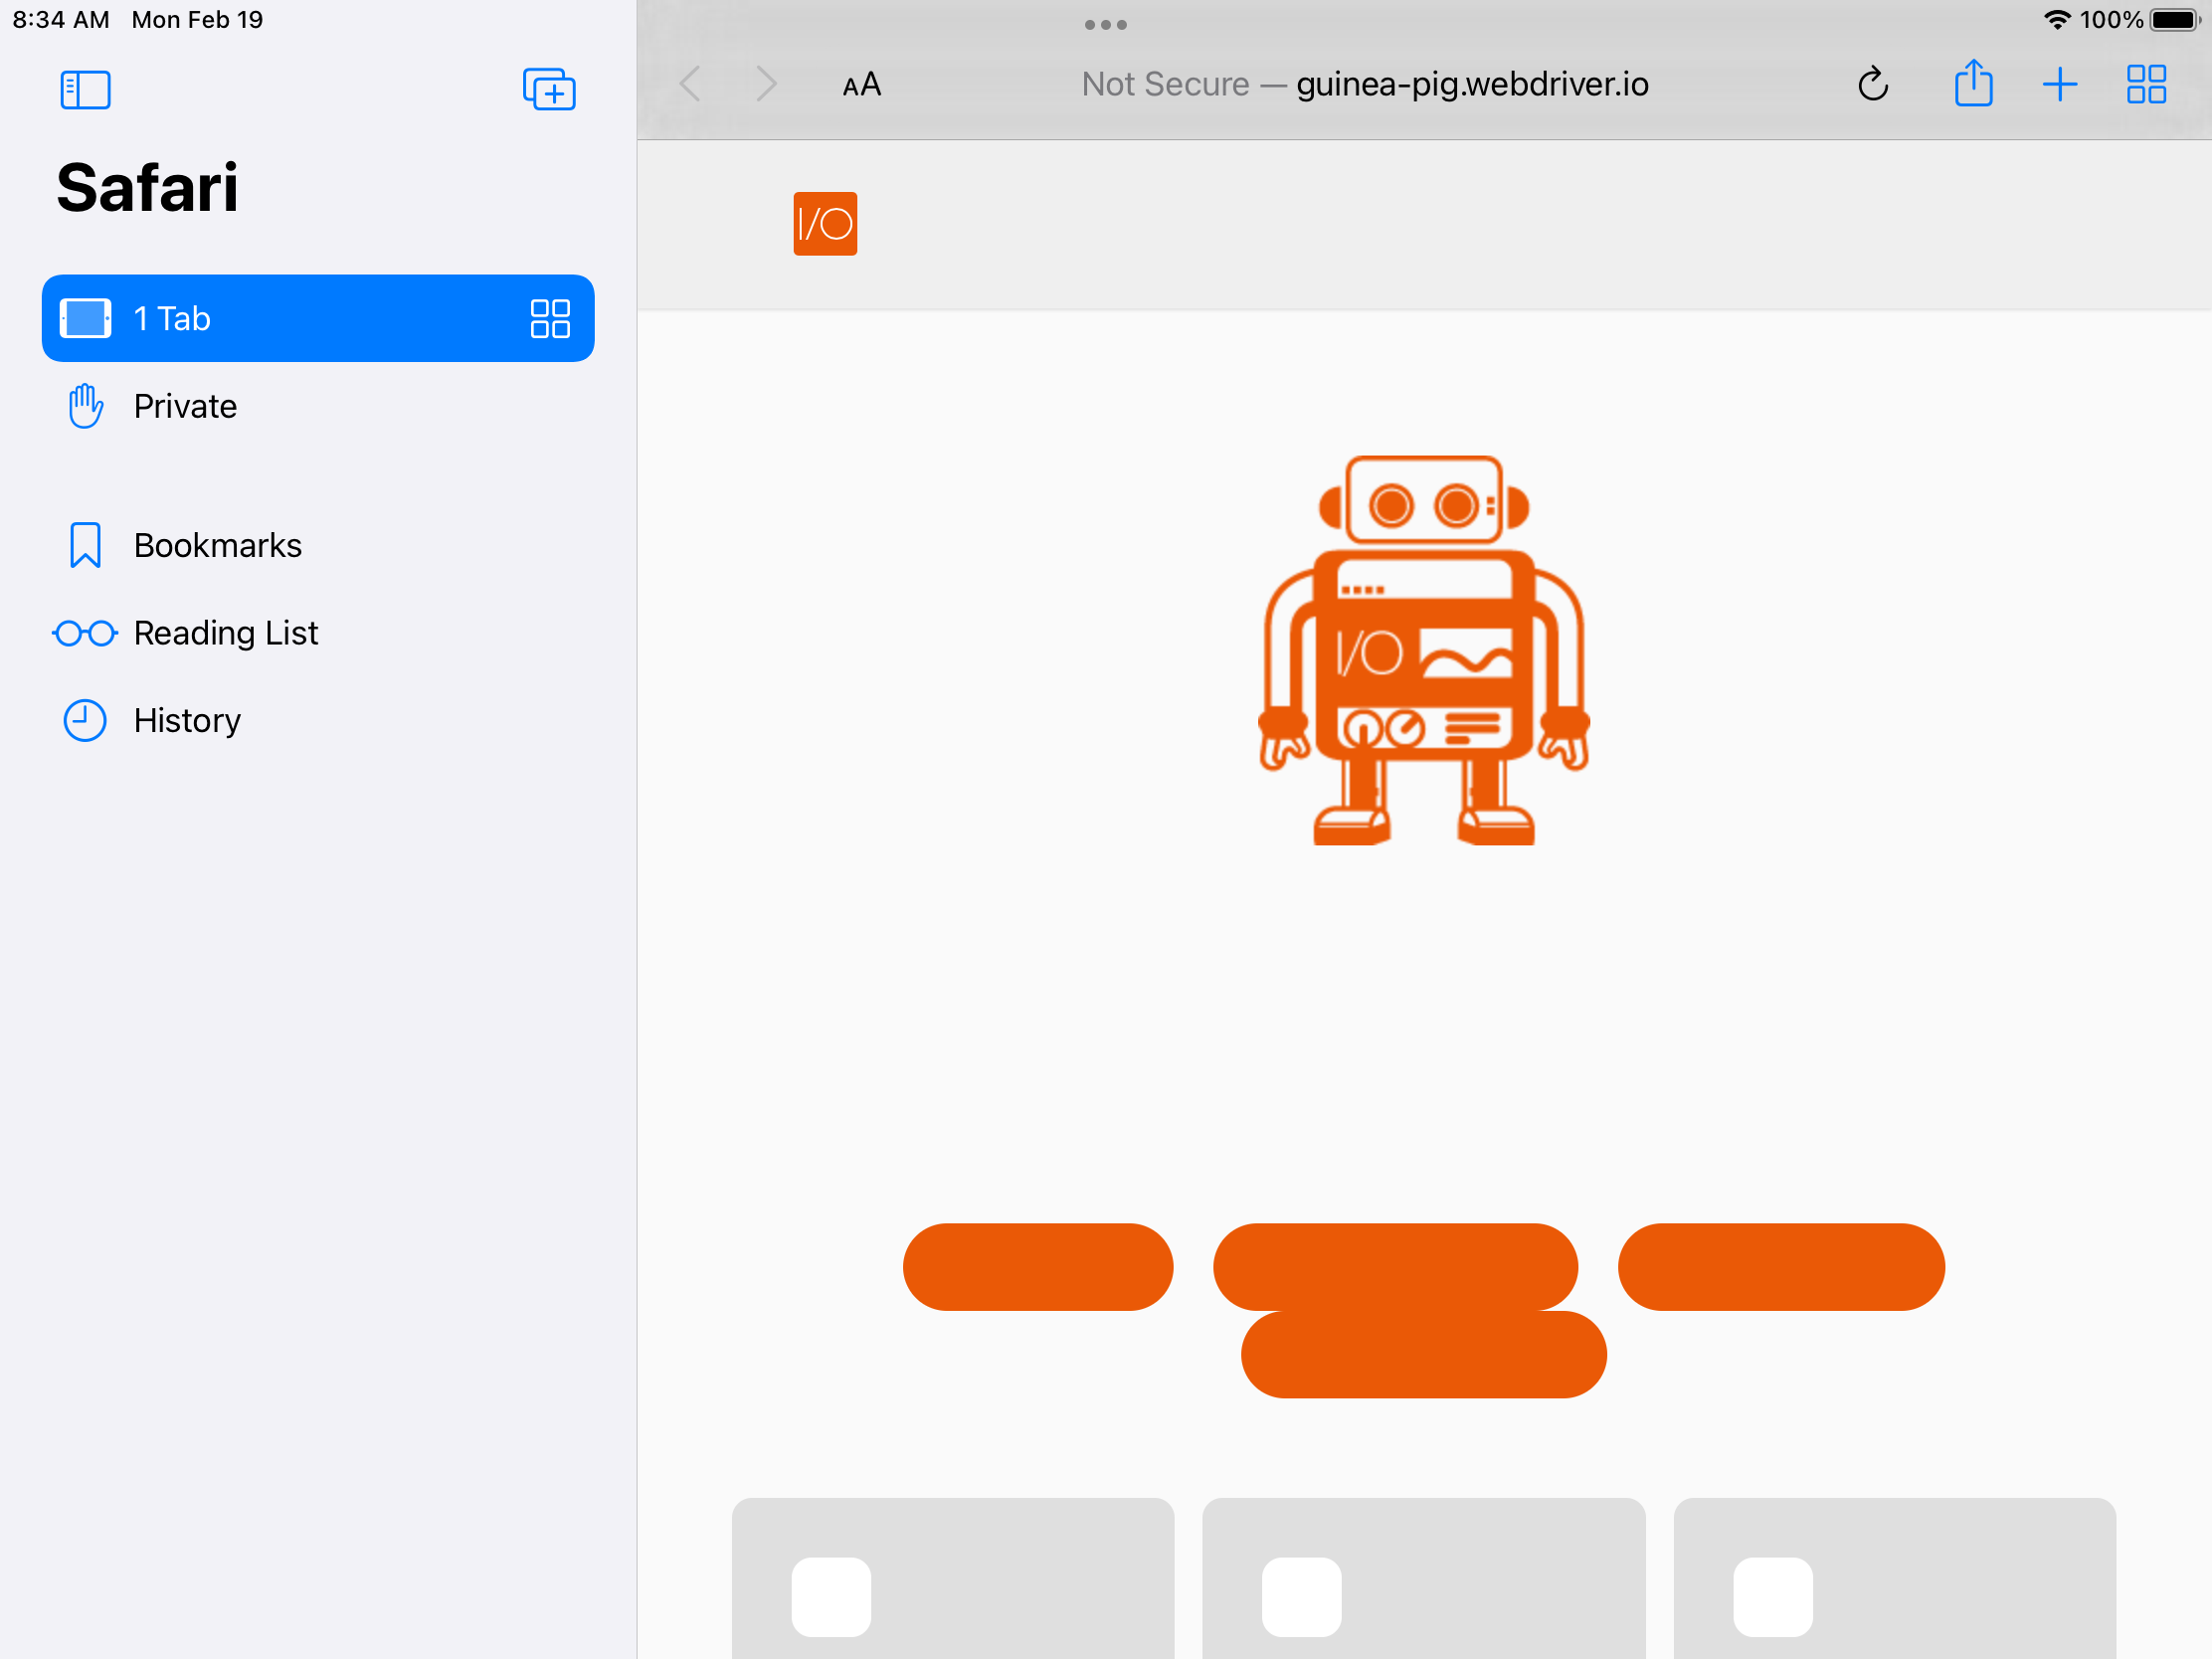 8:34 AM Mon Feb 19
100%
AA
Not Secure — guinea-pig.webdriver.io
Safari
I/O
1 Tab
Private
Bookmarks
Reading List
I/O
History